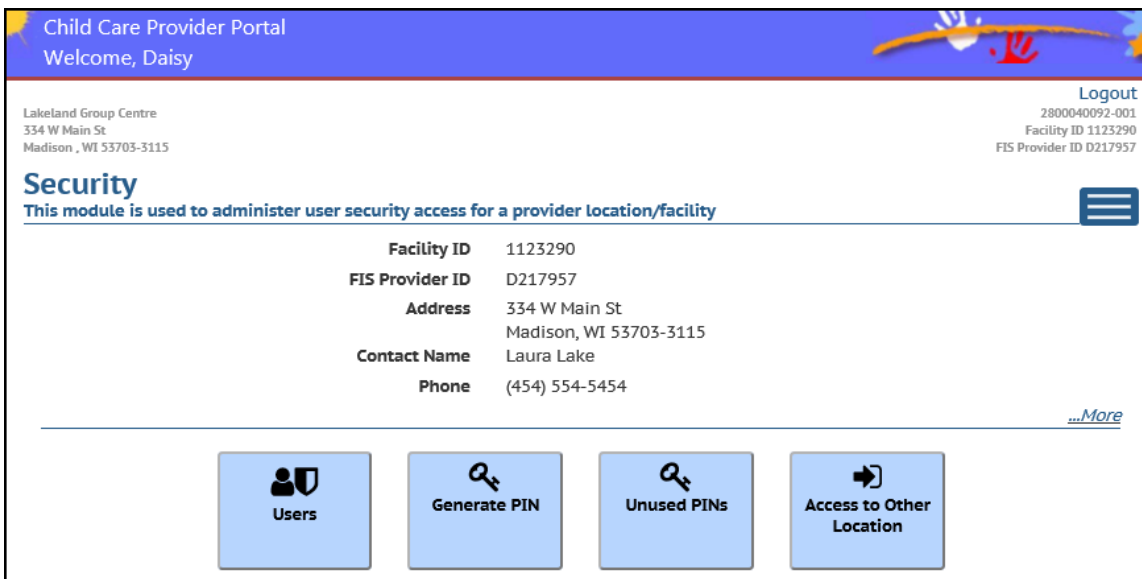 Child Care Provider Portal
Welcome, Daisy
Logout
Lakeland Group Centre
334 W Main St
Madison , WI 53703-3115
2800040092-001
Facility ID 1123290
FIS Provider ID D217957
Security
This module is used to administer user security access for a provider location/facility
Facility ID 1123290
FIS Provider ID D217957
Address 334 W Main St
Madison, WI 53703-3115
Contact Name Laura Lake
Phone (454) 554-5454
...More
Users
Generate PIN
Unused PINs
Access to Other
Location